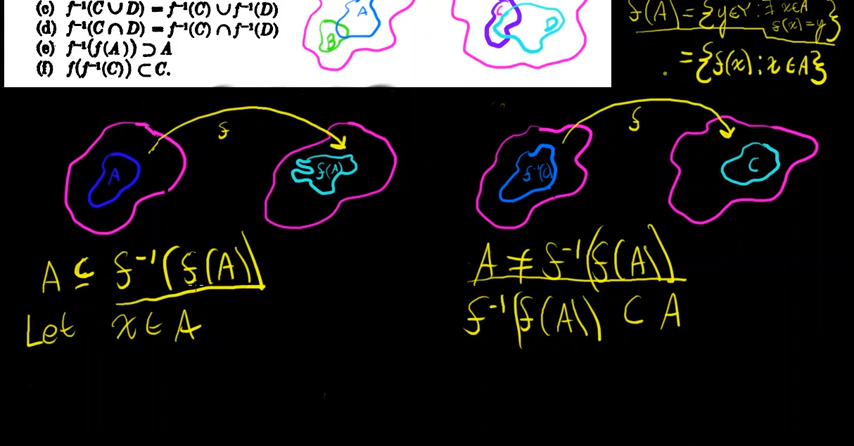 (c) f⁻¹(C ∪ D) = f⁻¹(C) ∪ f⁻¹(D)
(d) f⁻¹(C ∩ D) = f⁻¹(C) ∩ f⁻¹(D)
(e) f⁻¹(f(A)) ⊃ A
(f) f(f⁻¹(C)) ⊂ C.
A
B
C
D
f(A) = {y∈Y : ∃ x∈A
f(x)=y}
= {f(x) ; x ∈ A}
f
A
f(A)
f
f⁻¹(C)
C
A ⊆ f⁻¹(f(A))
Let x ∈ A
A ≠ f⁻¹(f(A))
f⁻¹(f(A)) ⊂ A